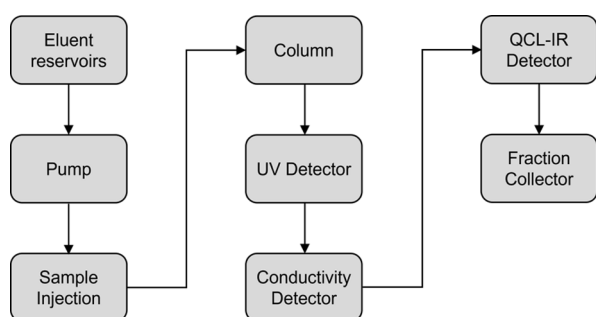 Eluent
reservoirs
Pump
Sample
Injection
Column
UV Detector
Conductivity
Detector
QCL-IR
Detector
Fraction
Collector